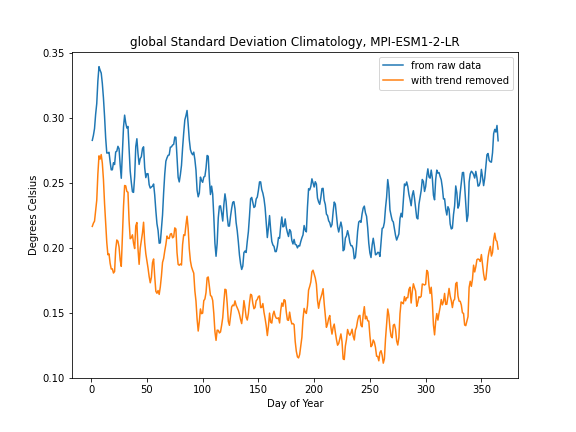 global Standard Deviation Climatology, MPI-ESM1-2-LR
from raw data
with trend removed
Degrees Celsius
0.35
0.30
0.25
0.20
0.15
0.10
0 50 100 150 200 250 300 350
Day of Year